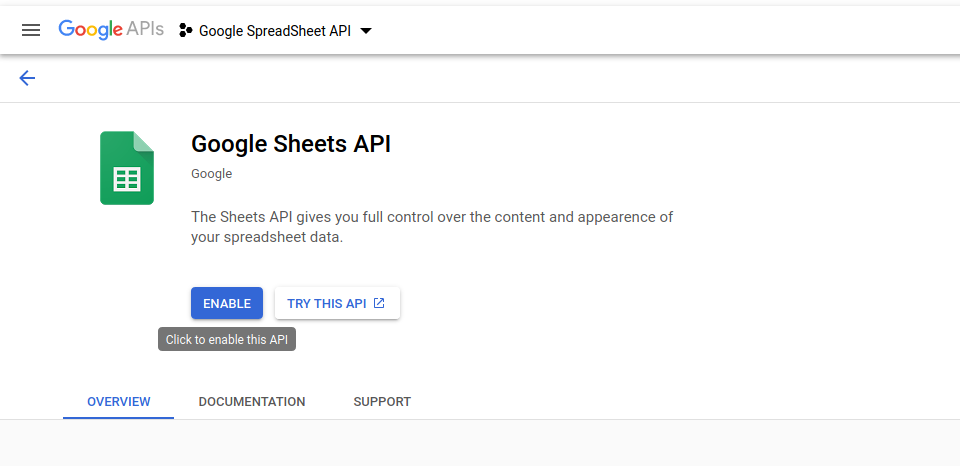 Google APIs Google SpreadSheet API
Google Sheets API
Google
The Sheets API gives you full control over the content and appearence of
your spreadsheet data.
ENABLE TRY THIS API
Click to enable this API
OVERVIEW DOCUMENTATION SUPPORT